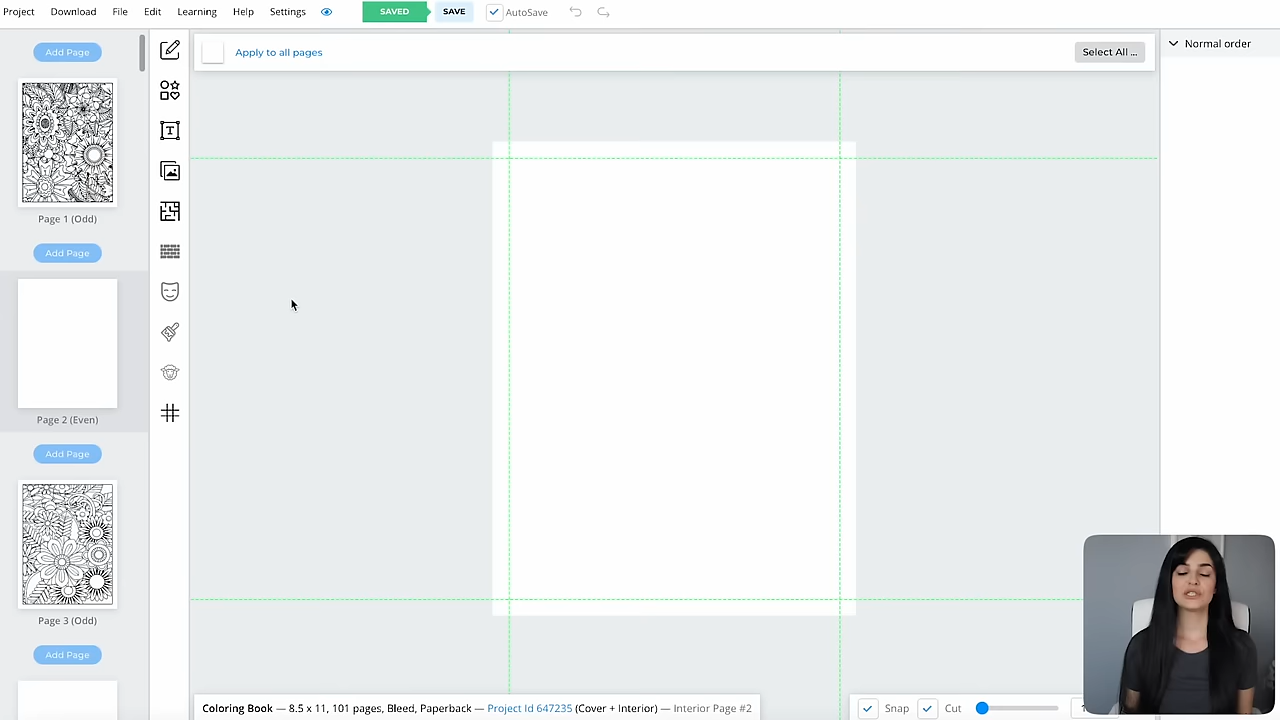 Project Download File Edit Learning Help Settings SAVED SAVE AutoSave
Add Page
Apply to all pages
Select All ...
Normal order
Page 1 (Odd)
Add Page
Page 2 (Even)
Add Page
Page 3 (Odd)
Add Page
Coloring Book — 8.5 x 11, 101 pages, Bleed, Paperback — Project Id 647235 (Cover + Interior) — Interior Page #2
Snap
Cut